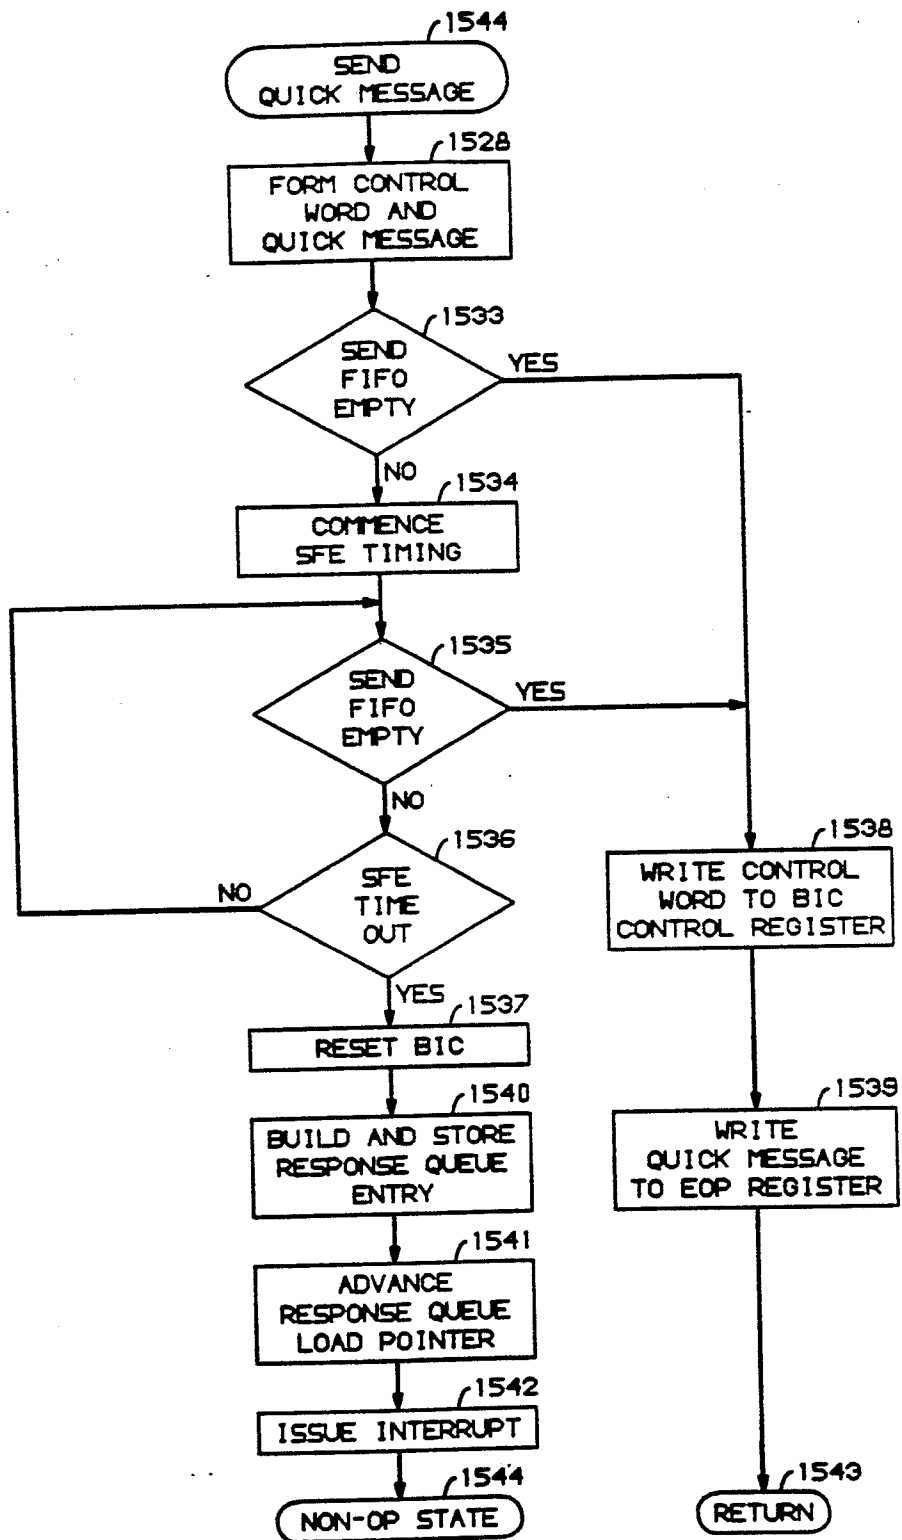 1544
SEND
QUICK MESSAGE
1528
FORM CONTROL
WORD AND
QUICK MESSAGE
1533
SEND
FIFO
EMPTY
YES
NO
1534
COMMENCE
SFE TIMING
1535
SEND
FIFO
EMPTY
YES
NO
1536
SFE
TIME
OUT
NO
YES
1538
WRITE CONTROL
WORD TO BIC
CONTROL REGISTER
1537
RESET BIC
1540
BUILD AND STORE
RESPONSE QUEUE
ENTRY
1539
WRITE
QUICK MESSAGE
TO EOP REGISTER
1541
ADVANCE
RESPONSE QUEUE
LOAD POINTER
1542
ISSUE INTERRUPT
1544
NON-OP STATE
1543
RETURN